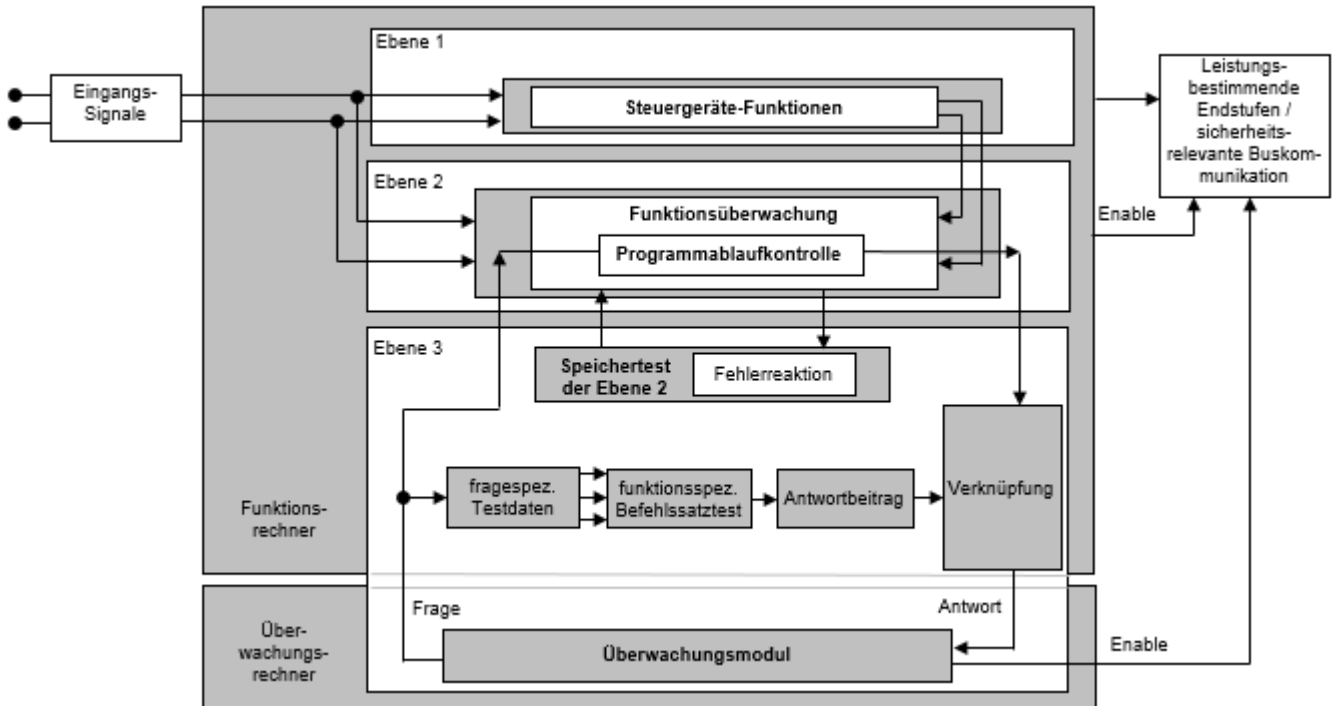 Ebene 1
Eingangs-
Signale
Steuergeräte-Funktionen
Leistungs-
bestimmende
Endstufen /
sicherheits-
relevante Buskom-
munikation
Ebene 2
Funktionsüberwachung
Programmablaufkontrolle
Enable
Ebene 3
Speichertest
der Ebene 2
Fehlerreaktion
fragespez.
Testdaten
funktionsspez.
Befehlssatztest
Antwortbeitrag
Verknüpfung
Funktions-
rechner
Frage
Antwort
Über-
wachungs-
rechner
Überwachungsmodul
Enable